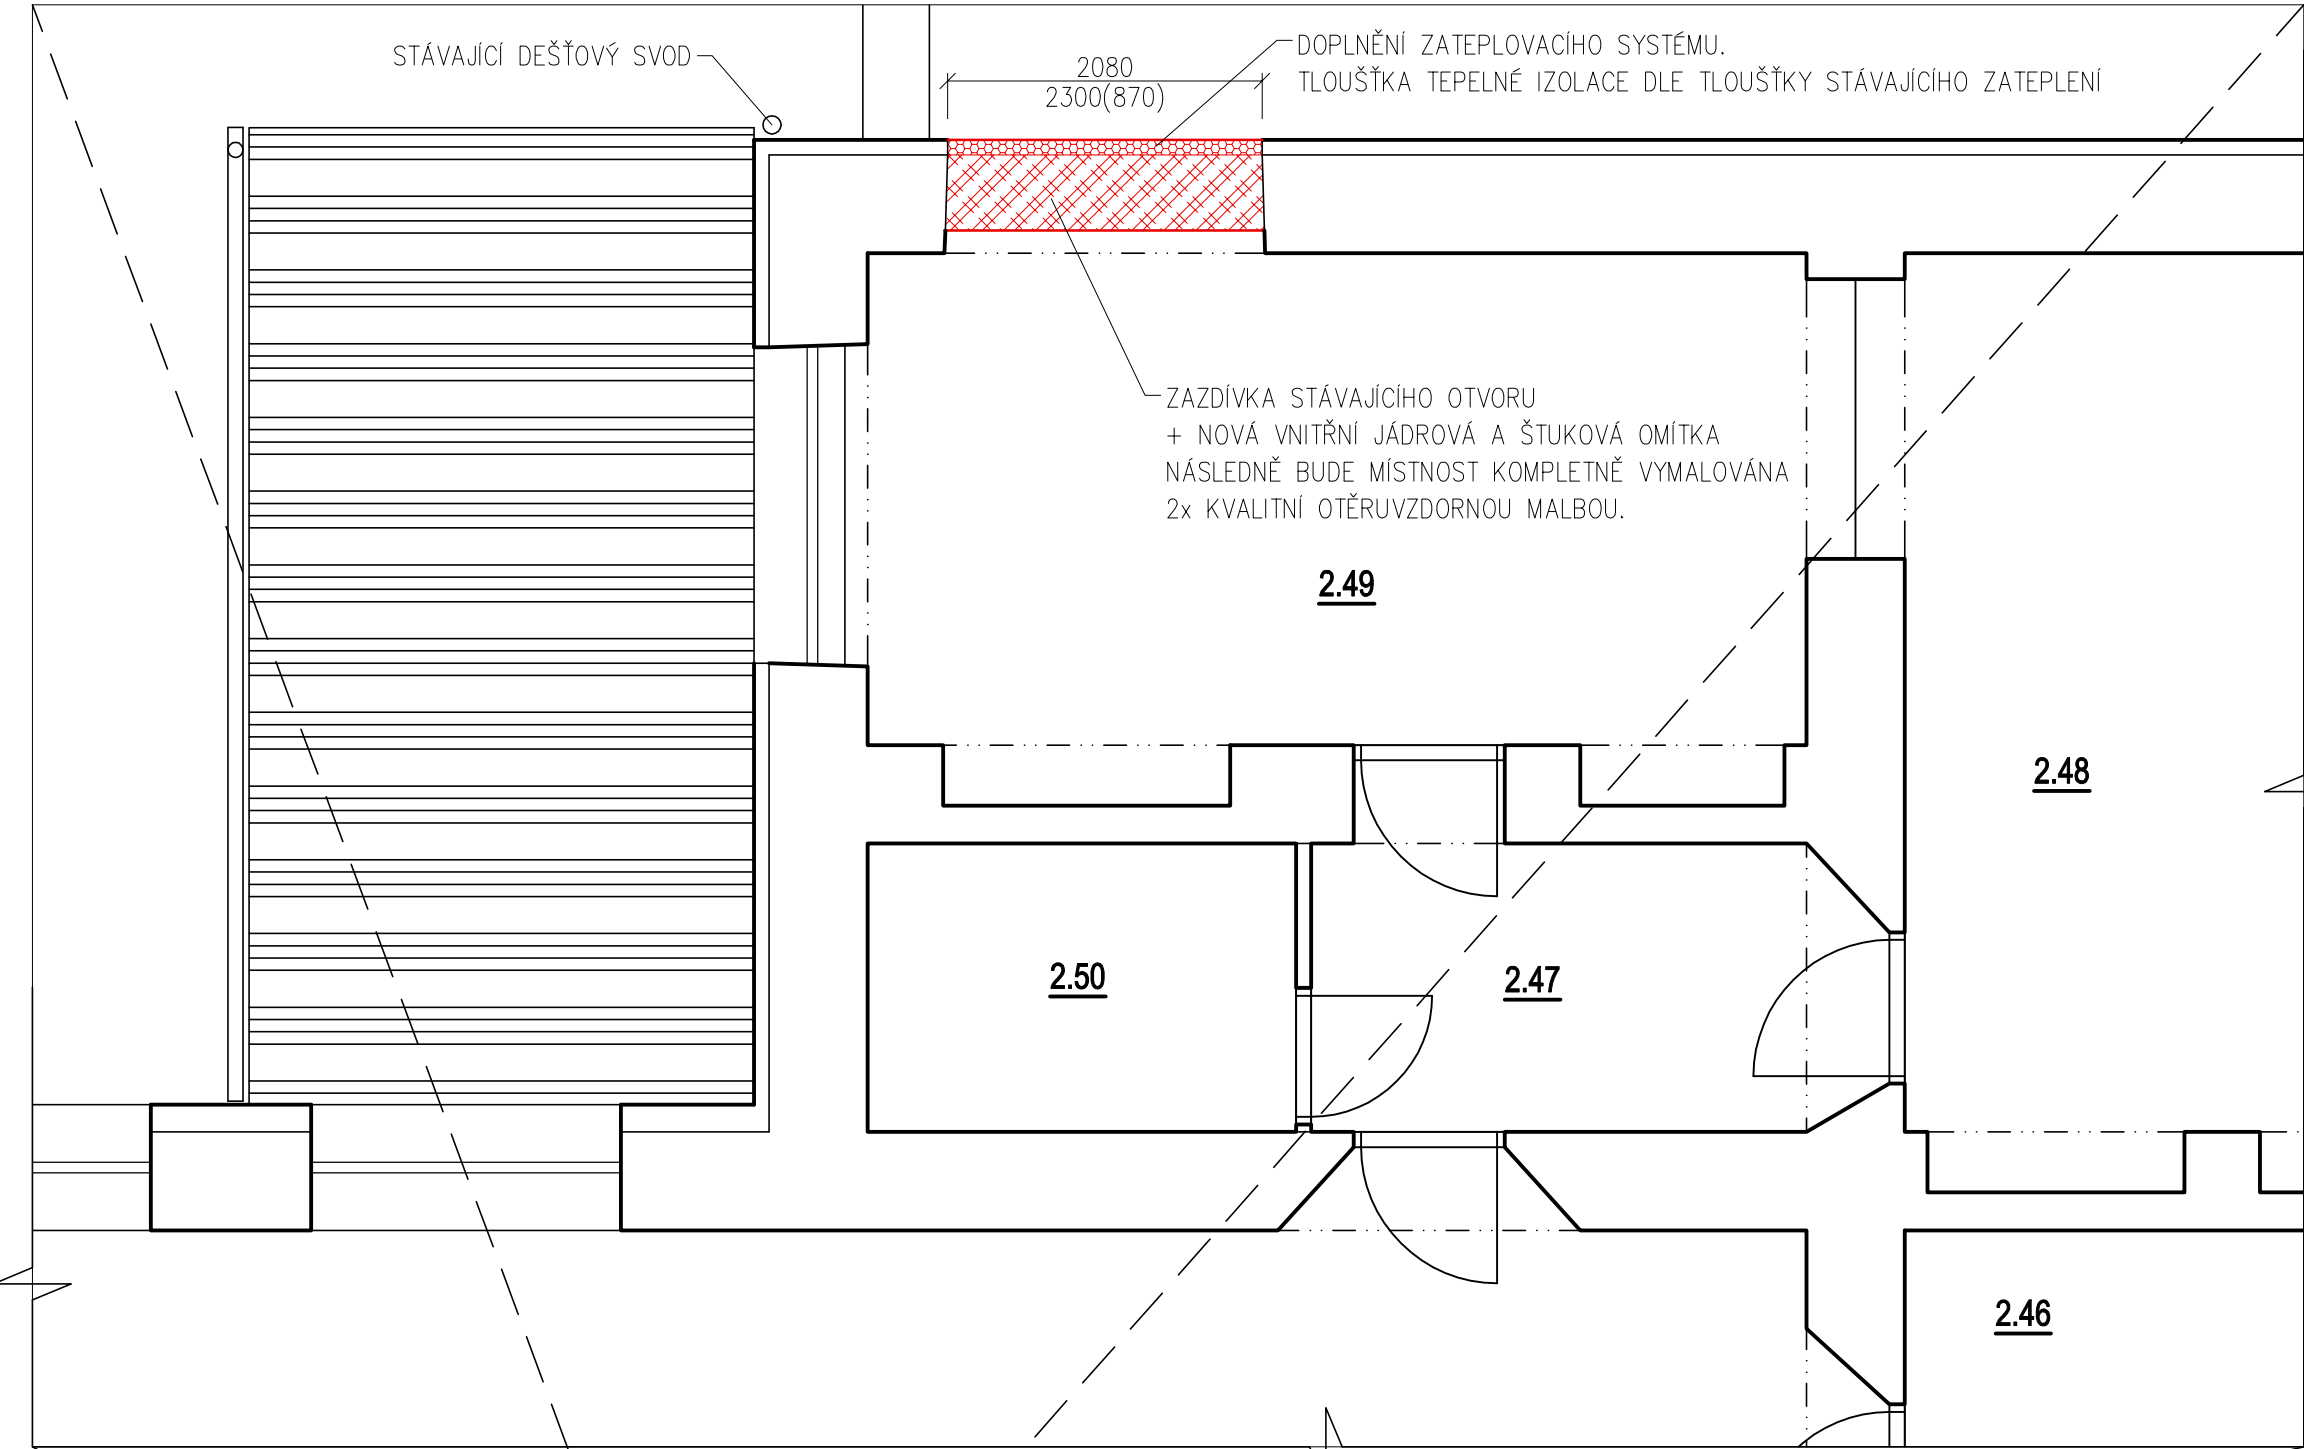 STÁVAJÍCÍ DEŠŤOVÝ SVOD
2080
2300(870)
DOPLNĚNÍ ZATEPLOVACÍHO SYSTÉMU.
TLOUŠŤKA TEPELNÉ IZOLACE DLE TLOUŠŤKY STÁVAJÍCÍHO ZATEPLENÍ
ZAZDÍVKA STÁVAJÍCÍHO OTVORU
+ NOVÁ VNITŘNÍ JÁDROVÁ A ŠTUKOVÁ OMÍTKA
NÁSLEDNĚ BUDE MÍSTNOST KOMPLETNĚ VYMALOVÁNA
2x KVALITNÍ OTĚRUVZDORNOU MALBOU.
2.49
2.48
2.50
2.47
2.46